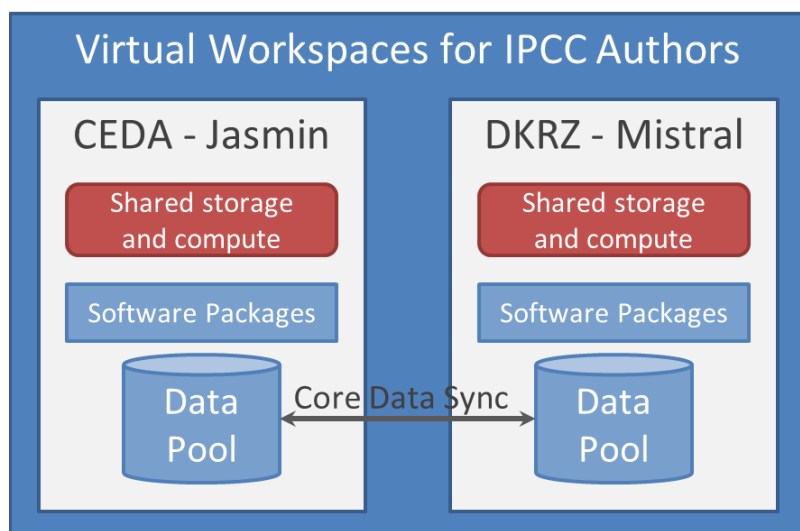 Virtual Workspaces for IPCC Authors
CEDA - Jasmin
Shared storage
and compute
Software Packages
Data
Pool
Core Data Sync
DKRZ - Mistral
Shared storage
and compute
Software Packages
Data
Pool